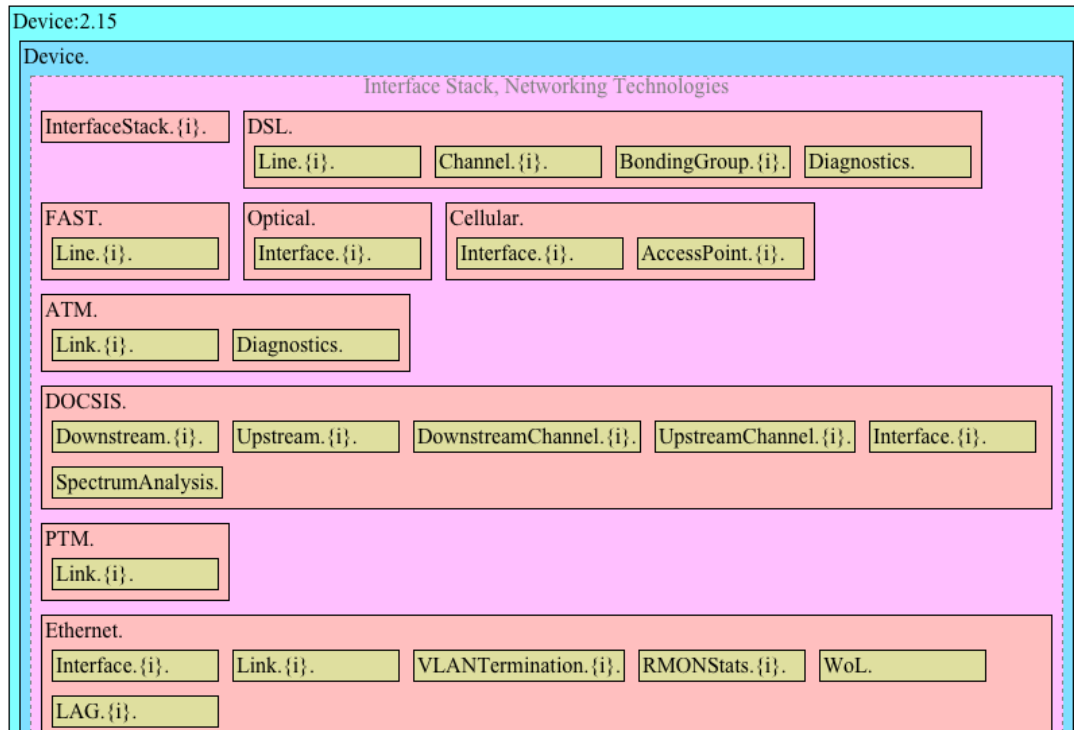 Device:2.15
Device.
Interface Stack, Networking Technologies
InterfaceStack.{i}.
DSL.
Line.{i}. Channel.{i}. BondingGroup.{i}. Diagnostics.
FAST. Optical. Cellular.
Line.{i}. Interface.{i}. Interface.{i}. AccessPoint.{i}.
ATM.
Link.{i}. Diagnostics.
DOCSIS.
Downstream.{i}. Upstream.{i}. DownstreamChannel.{i}. UpstreamChannel.{i}. Interface.{i}.
SpectrumAnalysis.
PTM.
Link.{i}.
Ethernet.
Interface.{i}. Link.{i}. VLANTermination.{i}. RMONStats.{i}. WoL.
LAG.{i}.